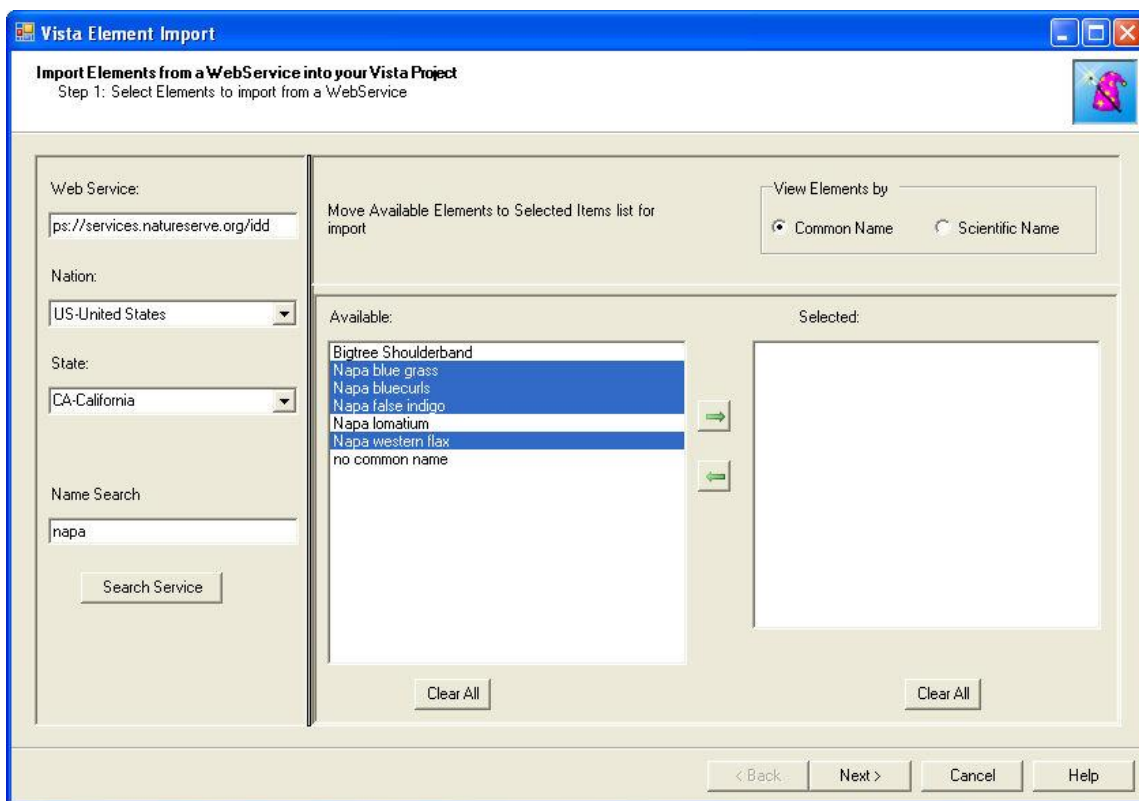 Vista Element Import
Import Elements from a WebService into your Vista Project
Step 1: Select Elements to import from a WebService
Web Service:
ps://services.natureserve.org/idd
Nation:
US-United States
State:
CA-California
Name Search
napa
Search Service
Move Available Elements to Selected Items list for
import
View Elements by
Common Name
Scientific Name
Available:
Bigtree Shoulderband
Napa blue grass
Napa bluecurls
Napa false indigo
Napa lomatium
Napa western flax
no common name
Clear All
Selected:
Clear All
< Back
Next >
Cancel
Help